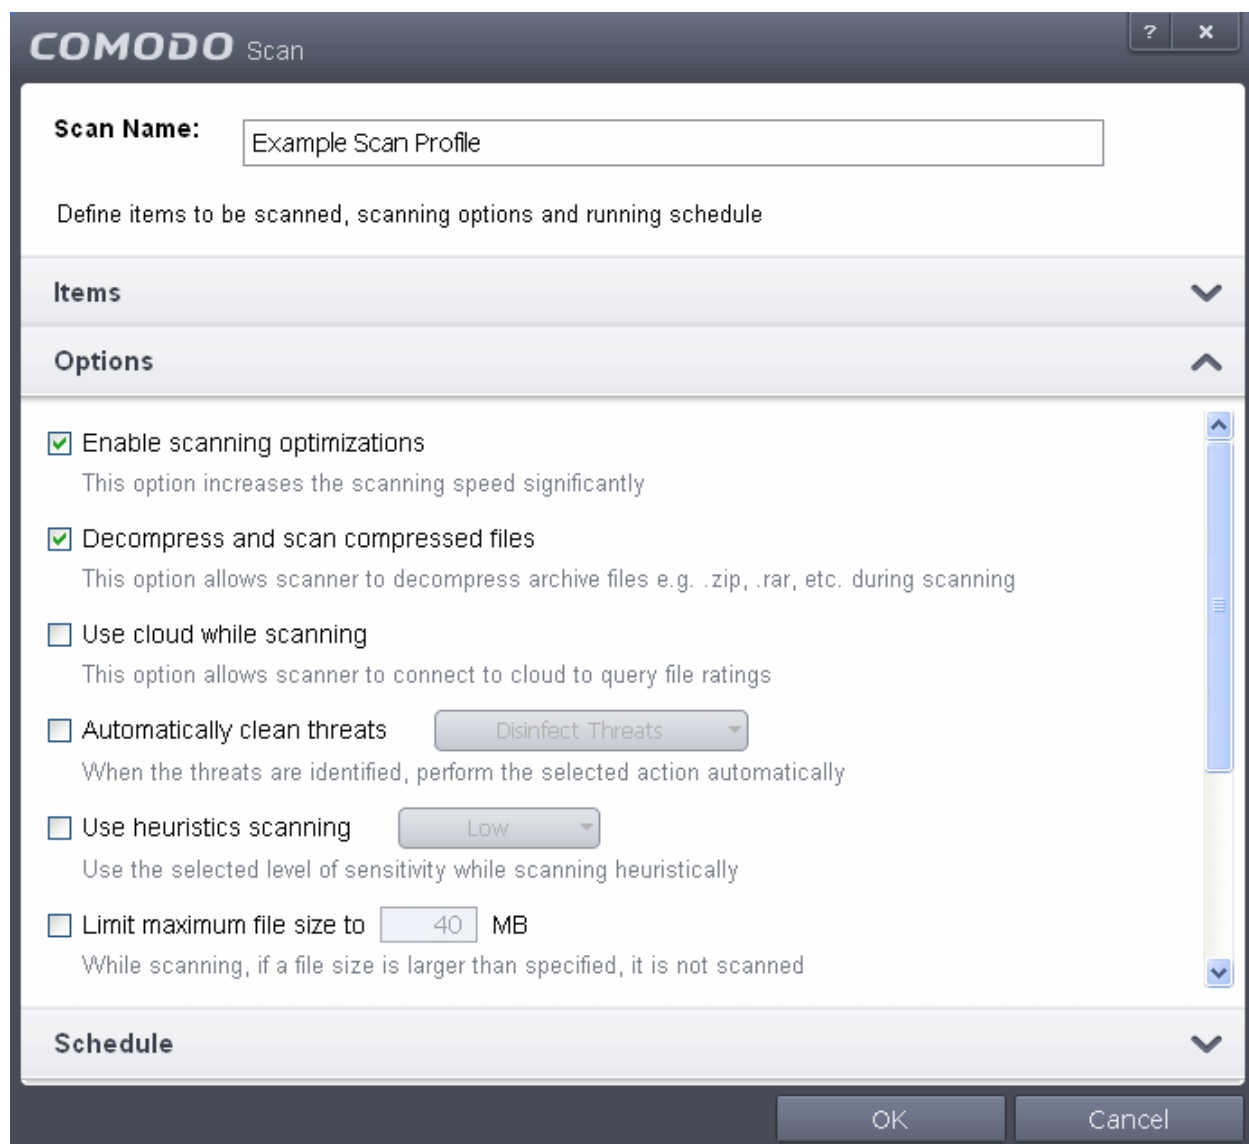 COMODO Scan
? x
Scan Name: Example Scan Profile
Define items to be scanned, scanning options and running schedule
Items
Options
Enable scanning optimizations
This option increases the scanning speed significantly
Decompress and scan compressed files
This option allows scanner to decompress archive files e.g. .zip, .rar, etc. during scanning
Use cloud while scanning
This option allows scanner to connect to cloud to query file ratings
Automatically clean threats Disinfect Threats
When the threats are identified, perform the selected action automatically
Use heuristics scanning Low
Use the selected level of sensitivity while scanning heuristically
Limit maximum file size to 40 MB
While scanning, if a file size is larger than specified, it is not scanned
Schedule
OK Cancel